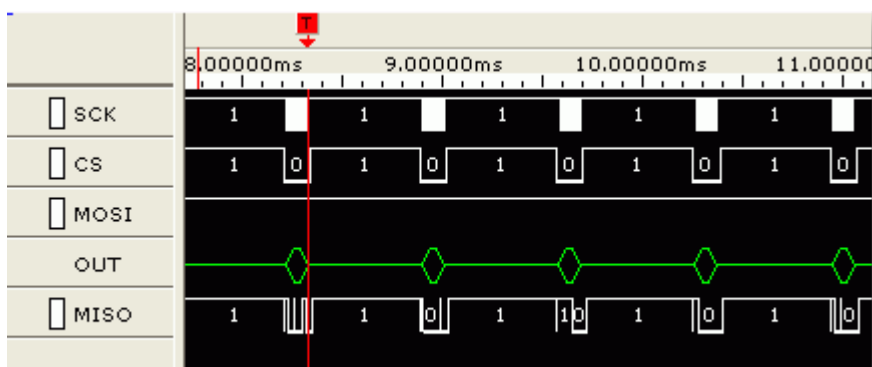 T
8.00000ms 9.00000ms 10.00000ms 11.00000
SCK 1 1 1 1 1
CS 1 0 1 0 1 0 1 0 1 0
MOSI
OUT
MISO 1 1 0 1 1 0 1 0 1 0